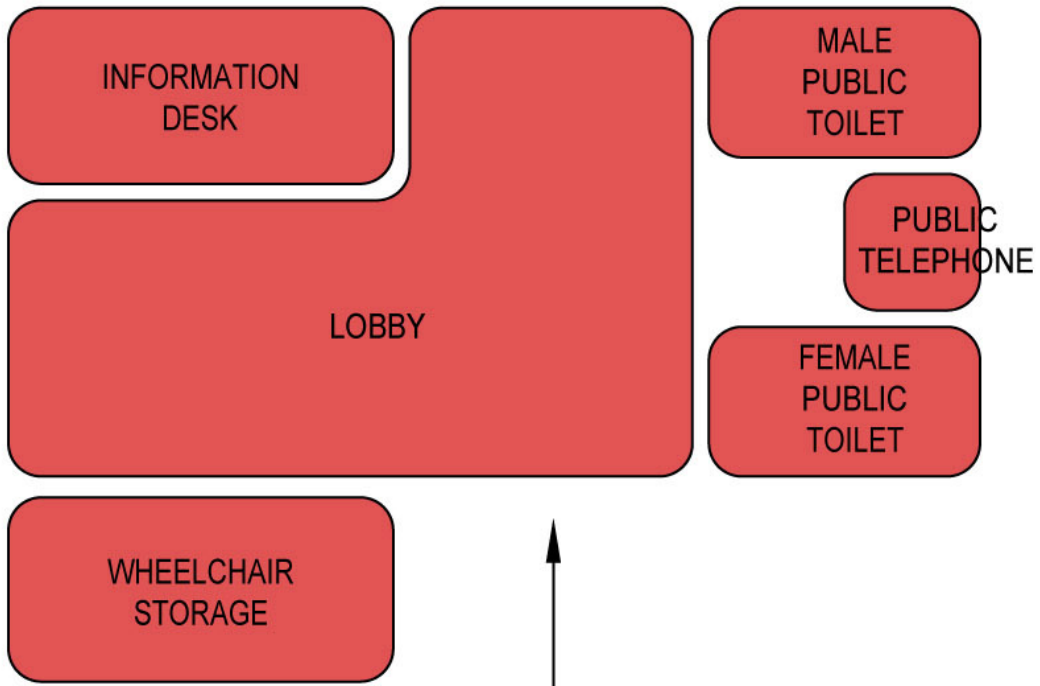 INFORMATION
DESK
MALE
PUBLIC
TOILET
PUBLIC
TELEPHONE
LOBBY
FEMALE
PUBLIC
TOILET
WHEELCHAIR
STORAGE